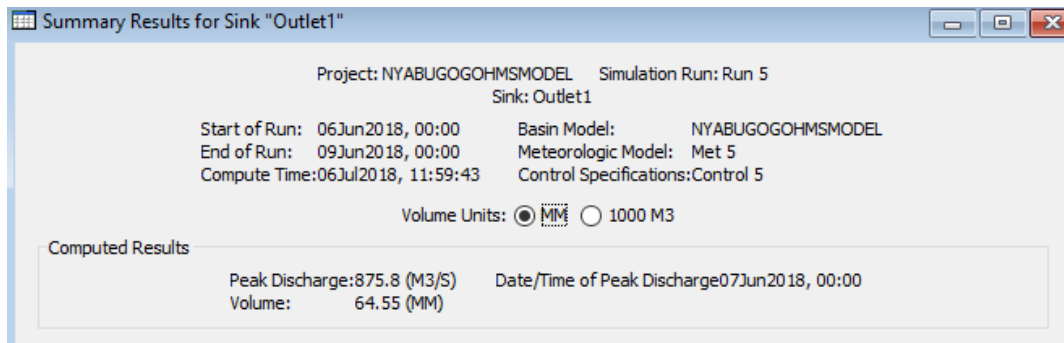 Summary Results for Sink "Outlet1"
Project: NYABUGOGOHMSMODEL Simulation Run: Run 5
Sink: Outlet1
Start of Run: 06Jun2018, 00:00 Basin Model: NYABUGOGOHMSMODEL
End of Run: 09Jun2018, 00:00 Meteorologic Model: Met 5
Compute Time:06Jul2018, 11:59:43 Control Specifications:Control 5
Volume Units: MM 1000 M3
Computed Results
Peak Discharge:875.8 (M3/S) Date/Time of Peak Discharge07Jun2018, 00:00
Volume: 64.55 (MM)